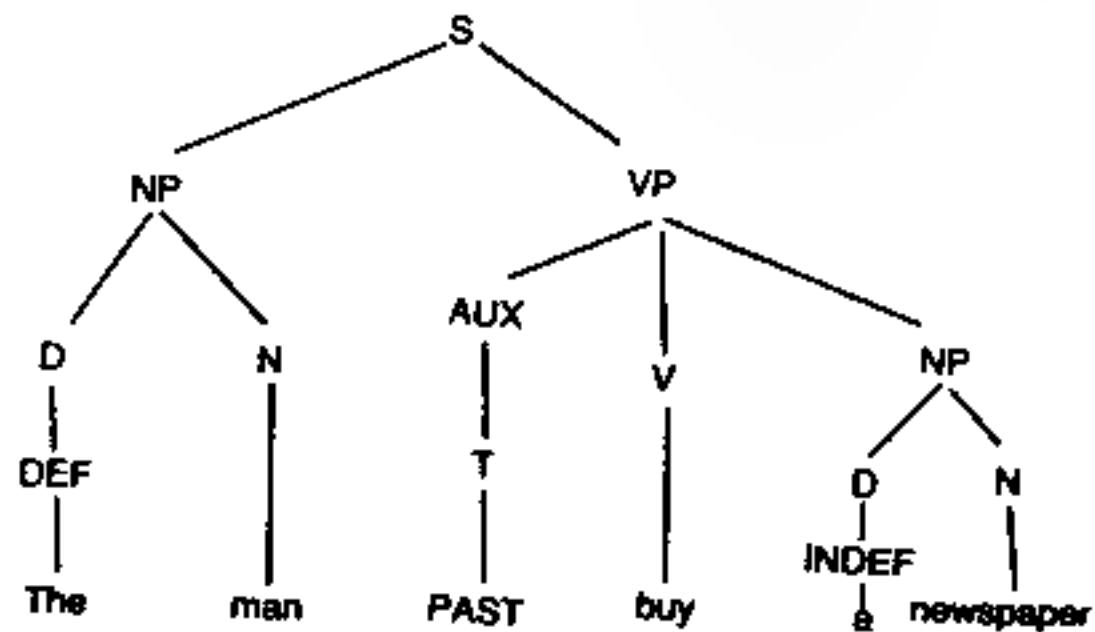 S
NP VP
AUX
D N V NP
DEF T D N
INDEF
The man PAST buy a newspaper